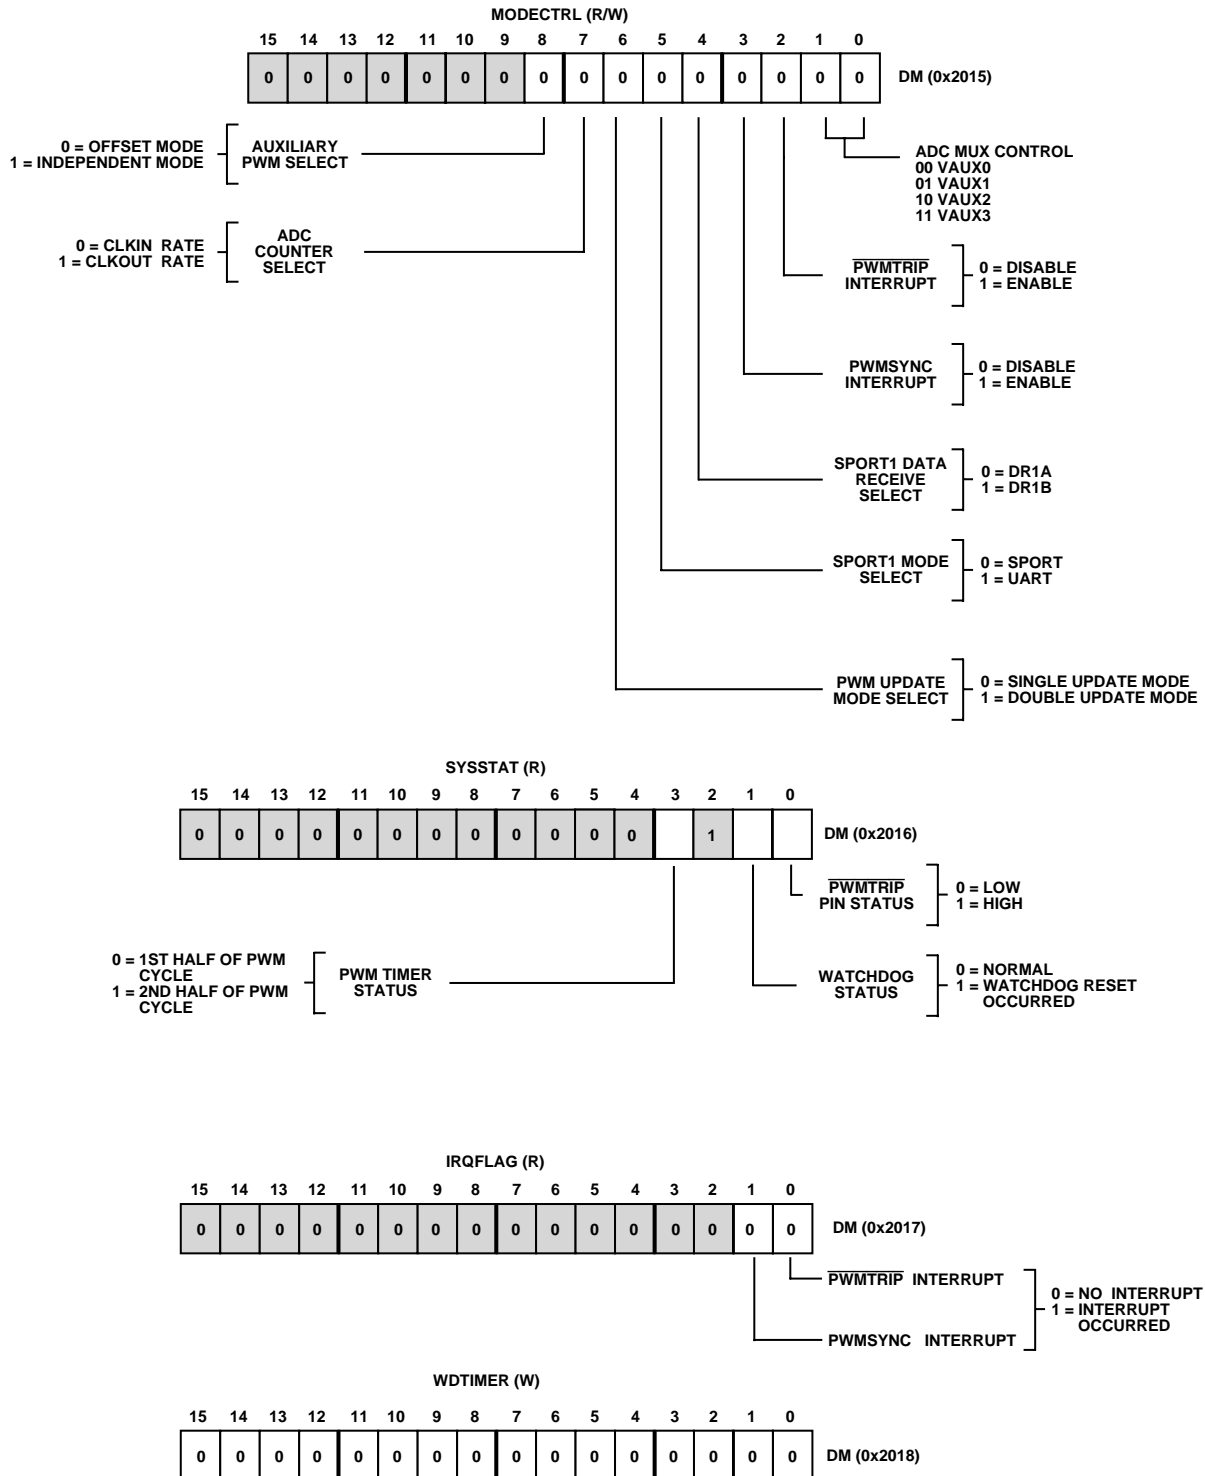 MODECTRL (R/W)
15 14 13 12 11 10 9 8 7 6 5 4 3 2 1 0
0 0 0 0 0 0 0 0 0 0 0 0 0 0 0 0 DM (0x2015)
0 = OFFSET MODE
1 = INDEPENDENT MODE
AUXILIARY
PWM SELECT
ADC MUX CONTROL
00 VAUX0
01 VAUX1
10 VAUX2
11 VAUX3
0 = CLKIN RATE
1 = CLKOUT RATE
ADC
COUNTER
SELECT
PWMTRIP
INTERRUPT
0 = DISABLE
1 = ENABLE
PWMSYNC
INTERRUPT
0 = DISABLE
1 = ENABLE
SPORT1 DATA
RECEIVE
SELECT
0 = DR1A
1 = DR1B
SPORT1 MODE
SELECT
0 = SPORT
1 = UART
PWM UPDATE
MODE SELECT
0 = SINGLE UPDATE MODE
1 = DOUBLE UPDATE MODE
SYSSTAT (R)
15 14 13 12 11 10 9 8 7 6 5 4 3 2 1 0
0 0 0 0 0 0 0 0 0 0 0 0 1 DM (0x2016)
PWMTRIP
PIN STATUS
0 = LOW
1 = HIGH
0 = 1ST HALF OF PWM
CYCLE
1 = 2ND HALF OF PWM
CYCLE
PWM TIMER
STATUS
WATCHDOG
STATUS
0 = NORMAL
1 = WATCHDOG RESET
OCCURRED
IRQFLAG (R)
15 14 13 12 11 10 9 8 7 6 5 4 3 2 1 0
0 0 0 0 0 0 0 0 0 0 0 0 0 0 0 0 DM (0x2017)
PWMTRIP INTERRUPT
PWMSYNC INTERRUPT
0 = NO INTERRUPT
1 = INTERRUPT
OCCURRED
WDTIMER (W)
15 14 13 12 11 10 9 8 7 6 5 4 3 2 1 0
0 0 0 0 0 0 0 0 0 0 0 0 0 0 0 0 DM (0x2018)